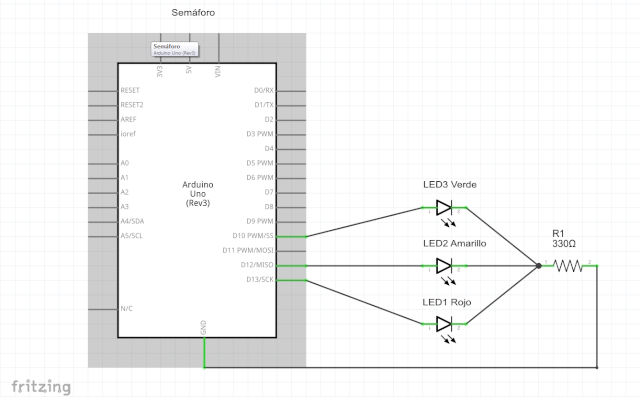 Semáforo
Semáforo
Arduino Uno (Rev3)
3V3
5V
VIN
RESET
RESET2
AREF
ioref
A0
A1
A2
A3
A4/SDA
A5/SCL
N/C
Arduino
Uno
(Rev3)
D0/RX
D1/TX
D2
D3 PWM
D4
D5 PWM
D6 PWM
D7
D8
D9 PWM
D10 PWM/SS
D11 PWM/MOSI
D12/MISO
D13/SCK
GND
LED3 Verde
LED2 Amarillo
LED1 Rojo
R1
330Ω
fritzing